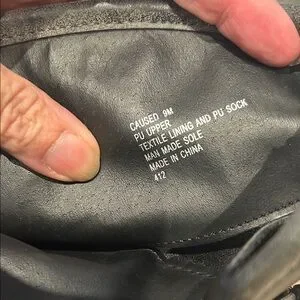 CAUSED 9M
PU UPPER
TEXTILE LINING AND PU SOCK
MAN MADE SOLE
MADE IN CHINA
412